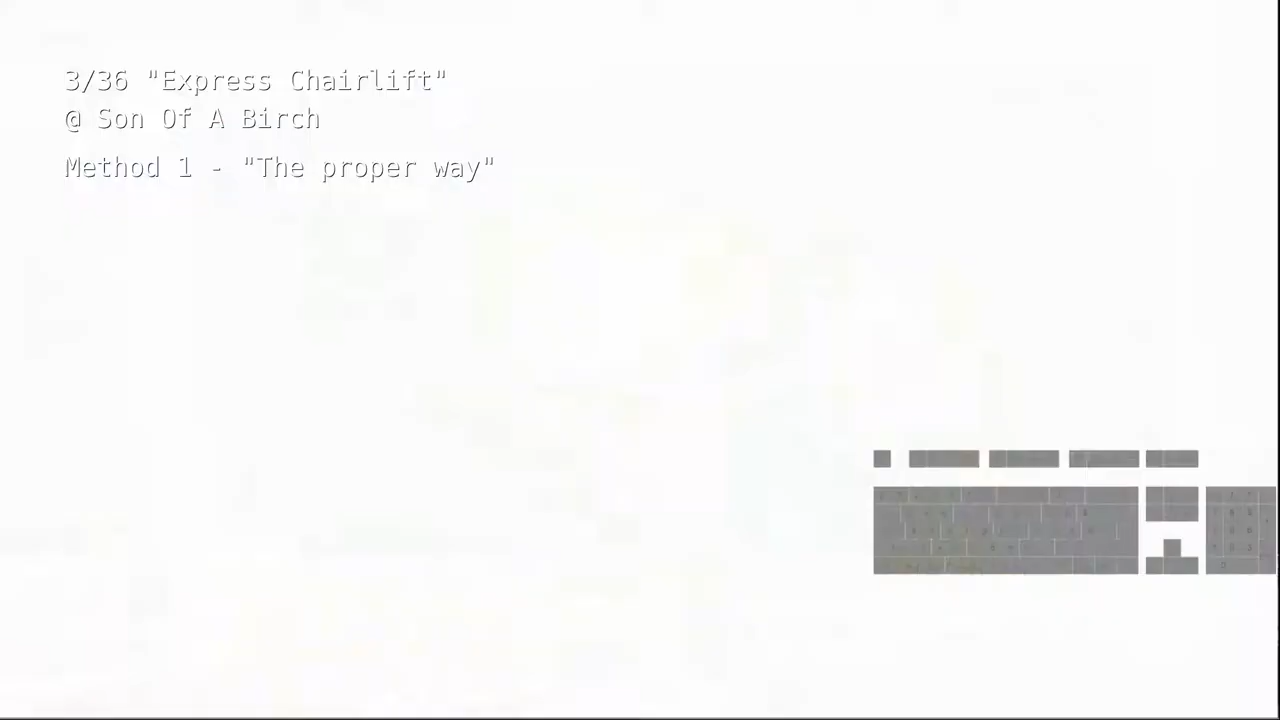 3/36 "Express Chairlift"
@ Son Of A Birch
Method 1 - "The proper way"